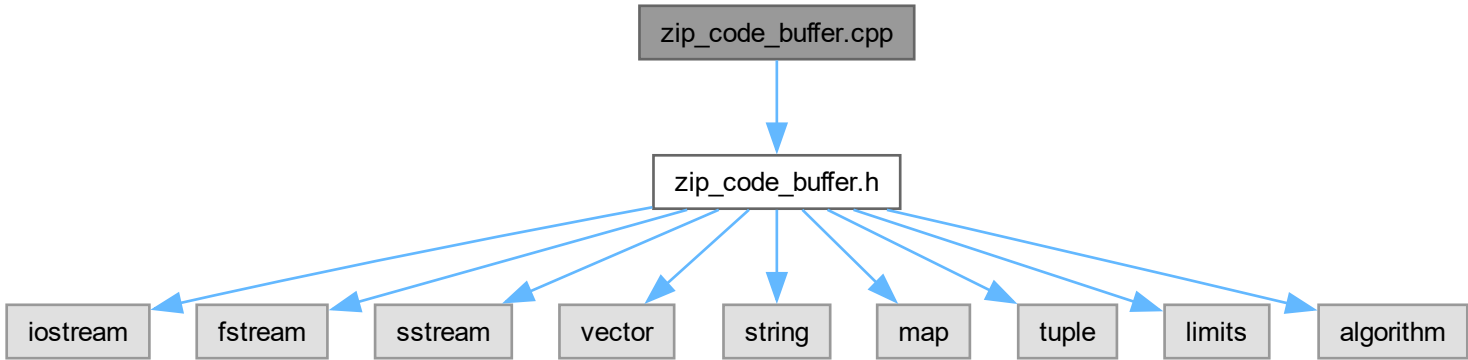 zip_code_buffer.cpp
zip_code_buffer.h
iostream
fstream
sstream
vector
string
map
tuple
limits
algorithm